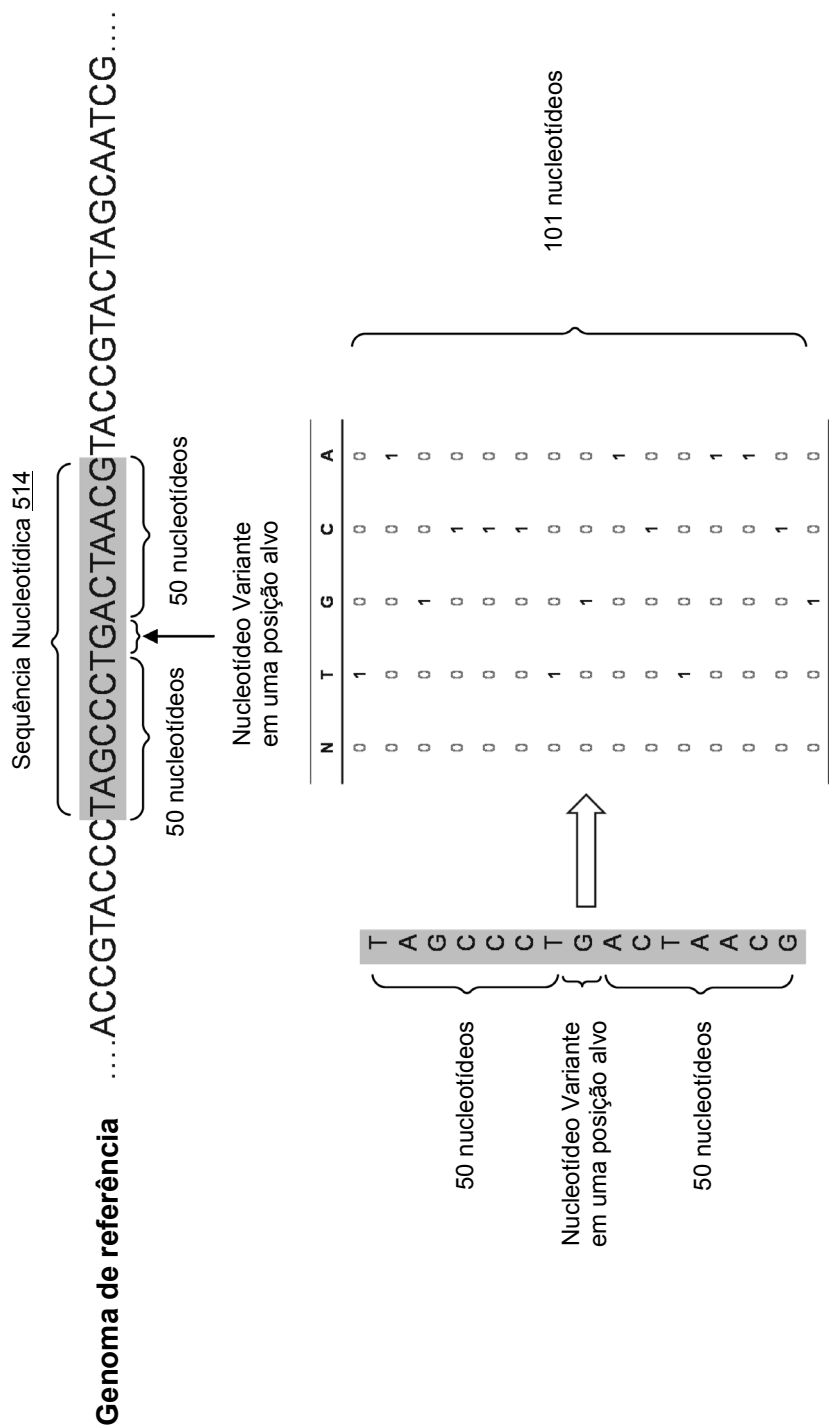 Sequência Nucleotídica 514
Genoma de referência ....ACCGTACCCTAGCCCTGACTAACGTACCGTACTAGCAATCG....
50 nucleotídeos 50 nucleotídeos
Nucleotídeo Variante
em uma posição alvo
N T G C A
T 0 1 0 0 0
A 0 0 0 0 1
G 0 0 1 0 0
50 nucleotídeos
C 0 0 0 1 0
C 0 0 0 1 0
C 0 0 0 1 0
T 0 1 0 0 0
Nucleotídeo Variante
em uma posição alvo
G 0 0 1 0 0
101 nucleotídeos
A 0 0 0 0 1
C 0 0 0 1 0
T 0 1 0 0 0
50 nucleotídeos
A 0 0 0 0 1
A 0 0 0 0 1
C 0 0 0 1 0
G 0 0 1 0 0